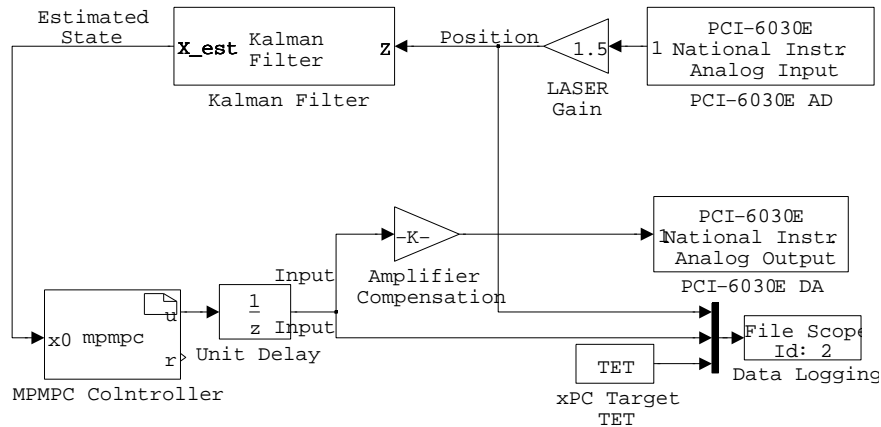 Estimated
State
X_est
Kalman
Filter
Z
Kalman Filter
Position
1.5
LASER
Gain
PCI-6030E
1 National Instr.
Analog Input
PCI-6030E AD
-K-
Amplifier
Compensation
PCI-6030E
1 National Instr.
Analog Output
PCI-6030E DA
x0 mpmpc
u
r
MPMPC Colntroller
1
z
Unit Delay
Input
Input
TET
xPC Target
TET
File Scope
Id: 2
Data Logging